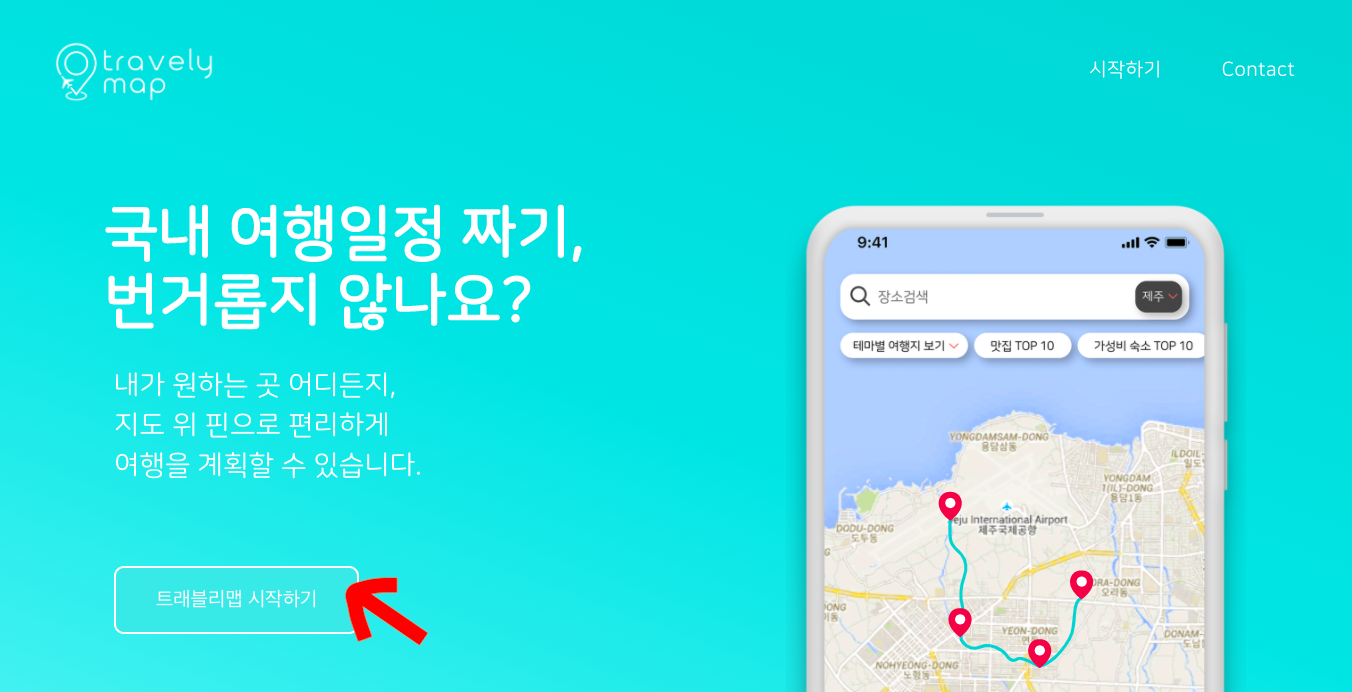 travely
map
시작하기
Contact
국내 여행일정 짜기,
번거롭지 않나요?
내가 원하는 곳 어디든지,
지도 위 핀으로 편리하게
여행을 계획할 수 있습니다.
트래블리맵 시작하기
9:41
장소검색
제주
테마별 여행지 보기
맛집 TOP 10
가성비 숙소 TOP 10
YONGDAMSAM-DONG
용담삼동
ILDOIL-
일도
YONGDAM
1(IL)-DONG
용담1동
eju International Airport
제주국제공항
DODU-DONG
도두동
ORA-DONG
오라동
ONG
이동
YEON-DONG
DONAM-
도남
NOHYEONG-DONG
노형동